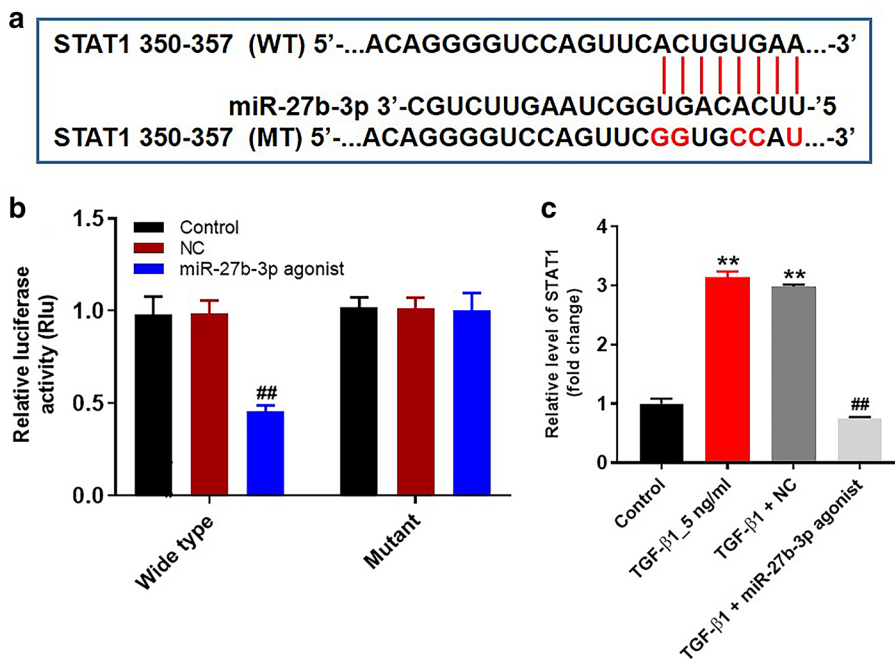 a
STAT1 350-357 (WT) 5’-...ACAGGGGUCCAGUUCACUGUGAA...-3’
miR-27b-3p 3’-CGUCUUGAAUCGGUGACACUU-’5
STAT1 350-357 (MT) 5’-...ACAGGGGUCCAGUUCGGUGCCAU...-3’
b
Relative luciferase
activity (Rlu)
1.5
1.0
0.5
0.0
Control
NC
miR-27b-3p agonist
##
Wide type
Mutant
c
Relative level of STAT1
(fold change)
4
3
2
1
0
**
**
##
Control
TGF-β1_5 ng/ml
TGF-β1 + NC
TGF-β1 + miR-27b-3p agonist